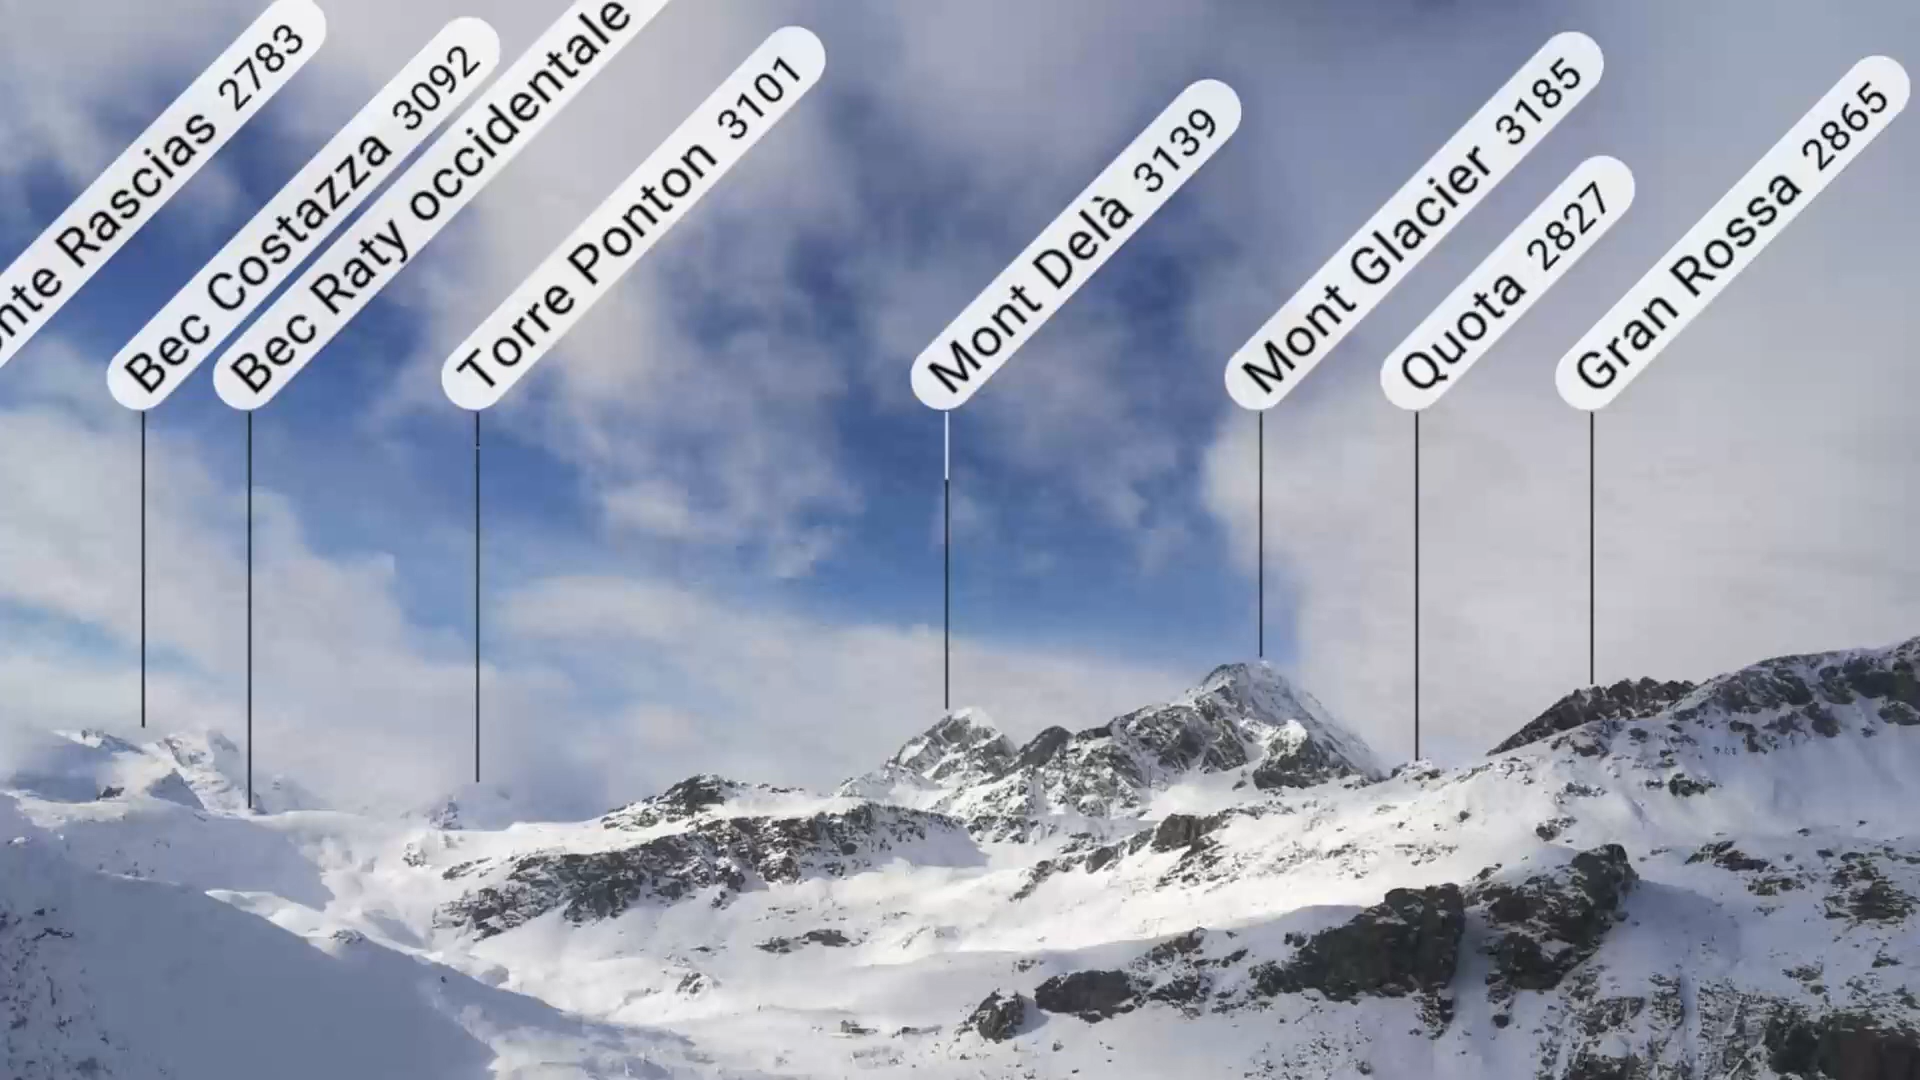 Rascias 2783
Bec Costazza 3092
Bec Raty occidentale
Torre Ponton 3101
Mont Delà 3139
Mont Glacier 3185
Quota 2827
Gran Rossa 2865